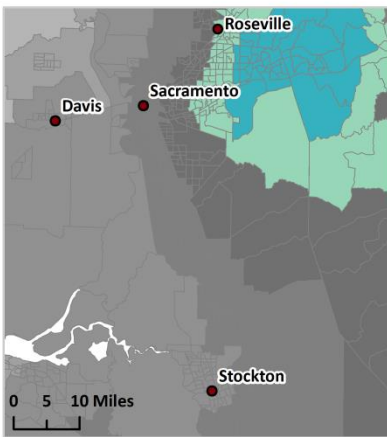 Roseville
Sacramento
Davis
Stockton
0 5 10 Miles